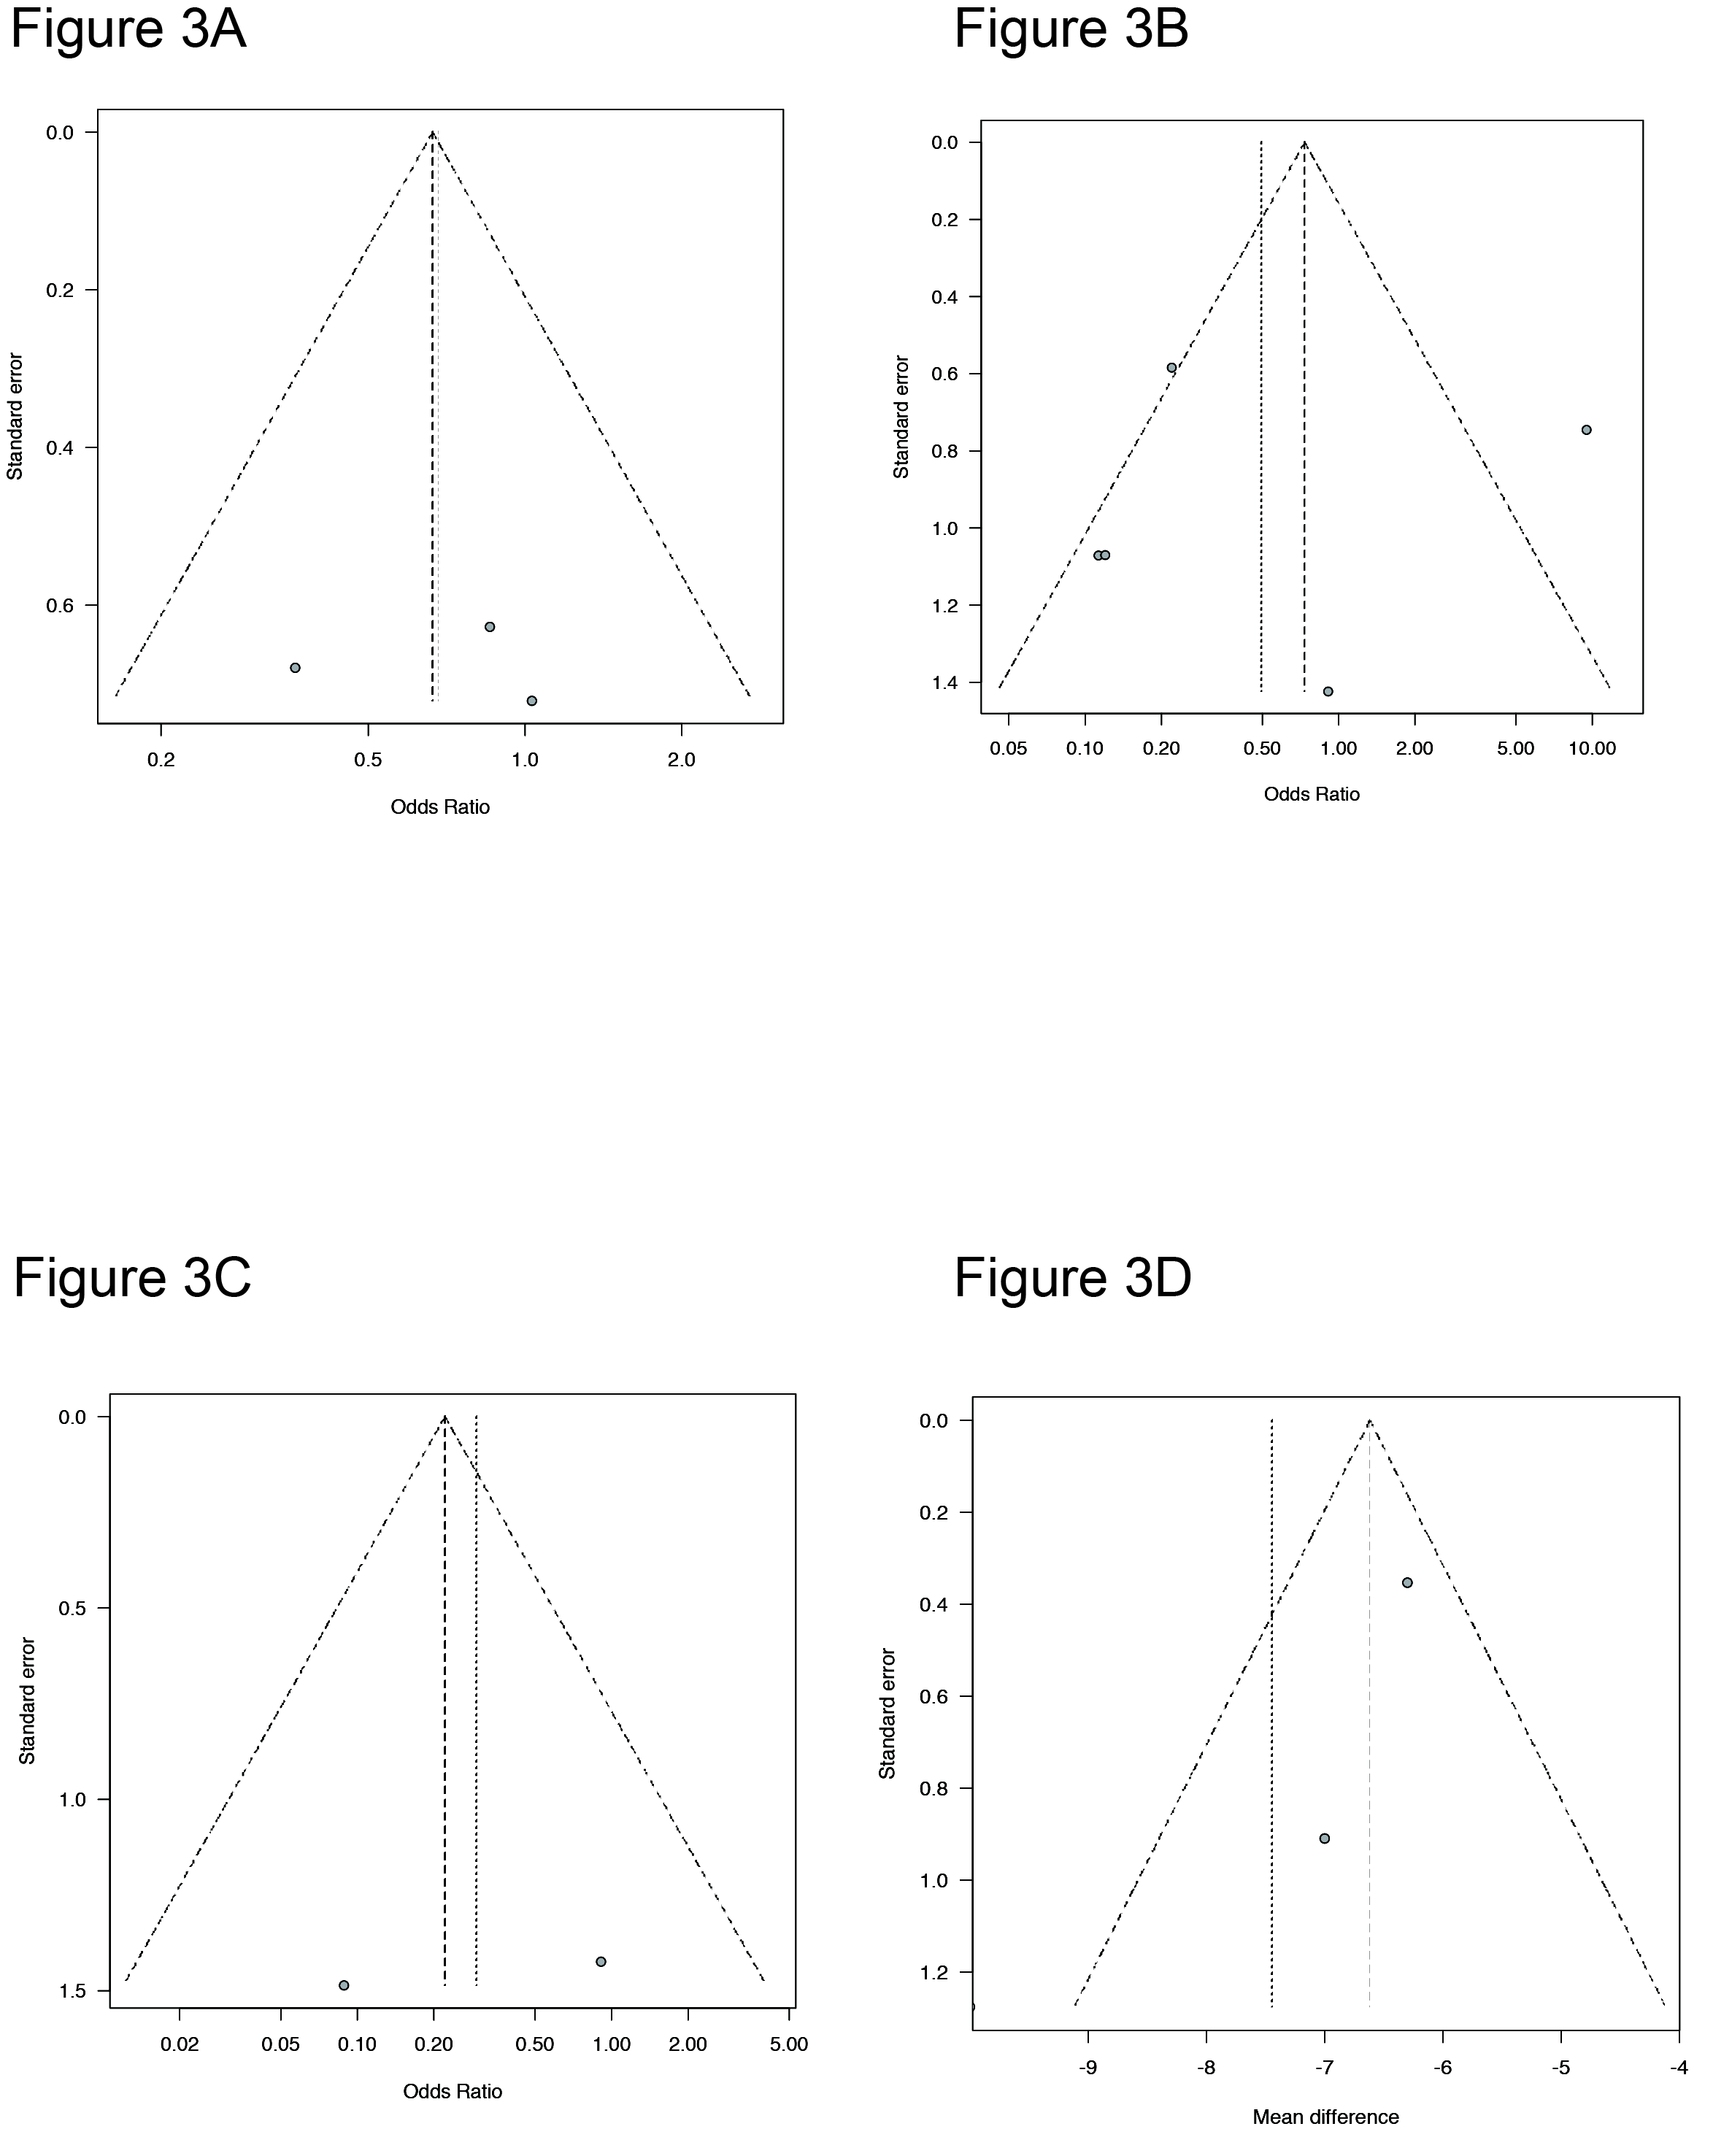 Figure 3A
0.0
0.2
0.4
0.6
Standard error
0.2 0.5 1.0 2.0
Odds Ratio
Figure 3B
0.0
0.2
0.4
0.6
0.8
1.0
1.2
1.4
Standard error
0.05 0.10 0.20 0.50 1.00 2.00 5.00 10.00
Odds Ratio
Figure 3C
0.0
0.5
1.0
1.5
Standard error
0.02 0.05 0.10 0.20 0.50 1.00 2.00 5.00
Odds Ratio
Figure 3D
0.0
0.2
0.4
0.6
0.8
1.0
1.2
Standard error
-9 -8 -7 -6 -5 -4
Mean difference